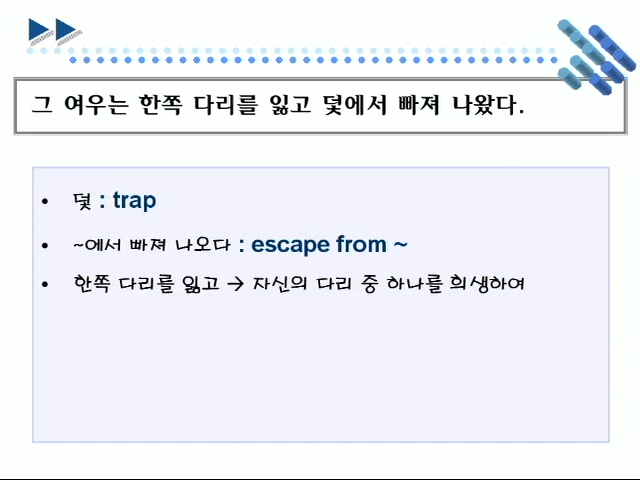 그 여우는 한쪽 다리를 잃고 덫에서 빠져 나왔다.
• 덫 : trap
• ~에서 빠져 나오다 : escape from ~
• 한쪽 다리를 잃고 → 자신의 다리 중 하나를 희생하여